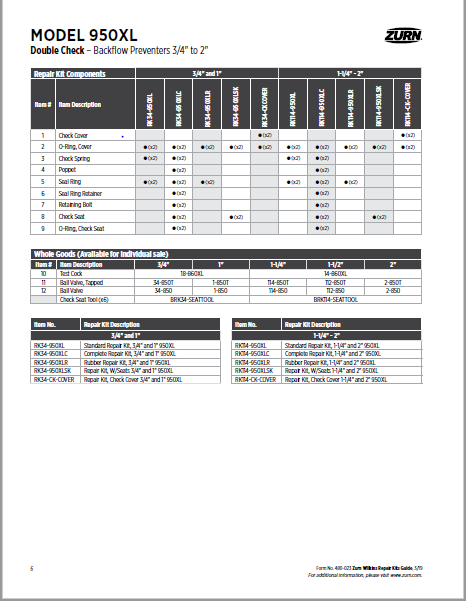 MODEL 950XL
ZURN
Double Check – Backflow Preventers 3/4" to 2"
Repair Kit Components 3/4" and 1" 1-1/4" - 2"
Item # Item Description RK34-950XL RK34-950XLC RK34-950XLR RK34-950XLSK RK34-CKCOVER RK114-950XL RK114-950XLC RK114-950XLR RK114-950XLSK RK114-CK-COVER
1 Check Cover ●(x2) ●(x2)
2 O-Ring, Cover ●(x2) ●(x2) ●(x2) ●(x2) ●(x2) ●(x2) ●(x2) ●(x2) ●(x2) ●(x2)
3 Check Spring ●(x2) ●(x2) ●(x2) ●(x2)
4 Poppet ●(x2) ●(x2)
5 Seal Ring ●(x2) ●(x2) ●(x2) ●(x2) ●(x2) ●(x2)
6 Seal Ring Retainer ●(x2) ●(x2)
7 Retaining Bolt ●(x2) ●(x2)
8 Check Seat ●(x2) ●(x2) ●(x2) ●(x2)
9 O-Ring, Check Seat ●(x2) ●(x2)
Whole Goods (Available for individual sale)
Item # Item Description 3/4" 1" 1-1/4" 1-1/2" 2"
10 Test Cock 18-860XL 14-860XL
11 Ball Valve, Tapped 34-850T 1-850T 114-850T 112-850T 2-850T
12 Ball Valve 34-850 1-850 114-850 112-850 2-850
Check Seat Tool (x6) BRK34-SEATTOOL BRK114-SEATTOOL
Item No. Repair Kit Description
3/4" and 1"
RK34-950XL Standard Repair Kit, 3/4" and 1" 950XL
RK34-950XLC Complete Repair Kit, 3/4" and 1" 950XL
RK34-950XLR Rubber Repair Kit, 3/4" and 1" 950XL
RK34-950XLSK Repair Kit, W/Seats 3/4" and 1" 950XL
RK34-CK-COVER Repair Kit, Check Cover 3/4" and 1" 950XL
Item No. Repair Kit Description
1-1/4" - 2"
RK114-950XL Standard Repair Kit, 1-1/4" and 2" 950XL
RK114-950XLC Complete Repair Kit, 1-1/4" and 2" 950XL
RK114-950XLR Rubber Repair Kit, 1-1/4" and 2" 950XL
RK114-950XLSK Repair Kit, W/Seats 1-1/4" and 2" 950XL
RK114-CK-COVER Repair Kit, Check Cover 1-1/4" and 2" 950XL
6
Form No. 480-023 Zurn Wilkins Repair Kits Guide, 3/19
For additional information, please visit www.zurn.com.